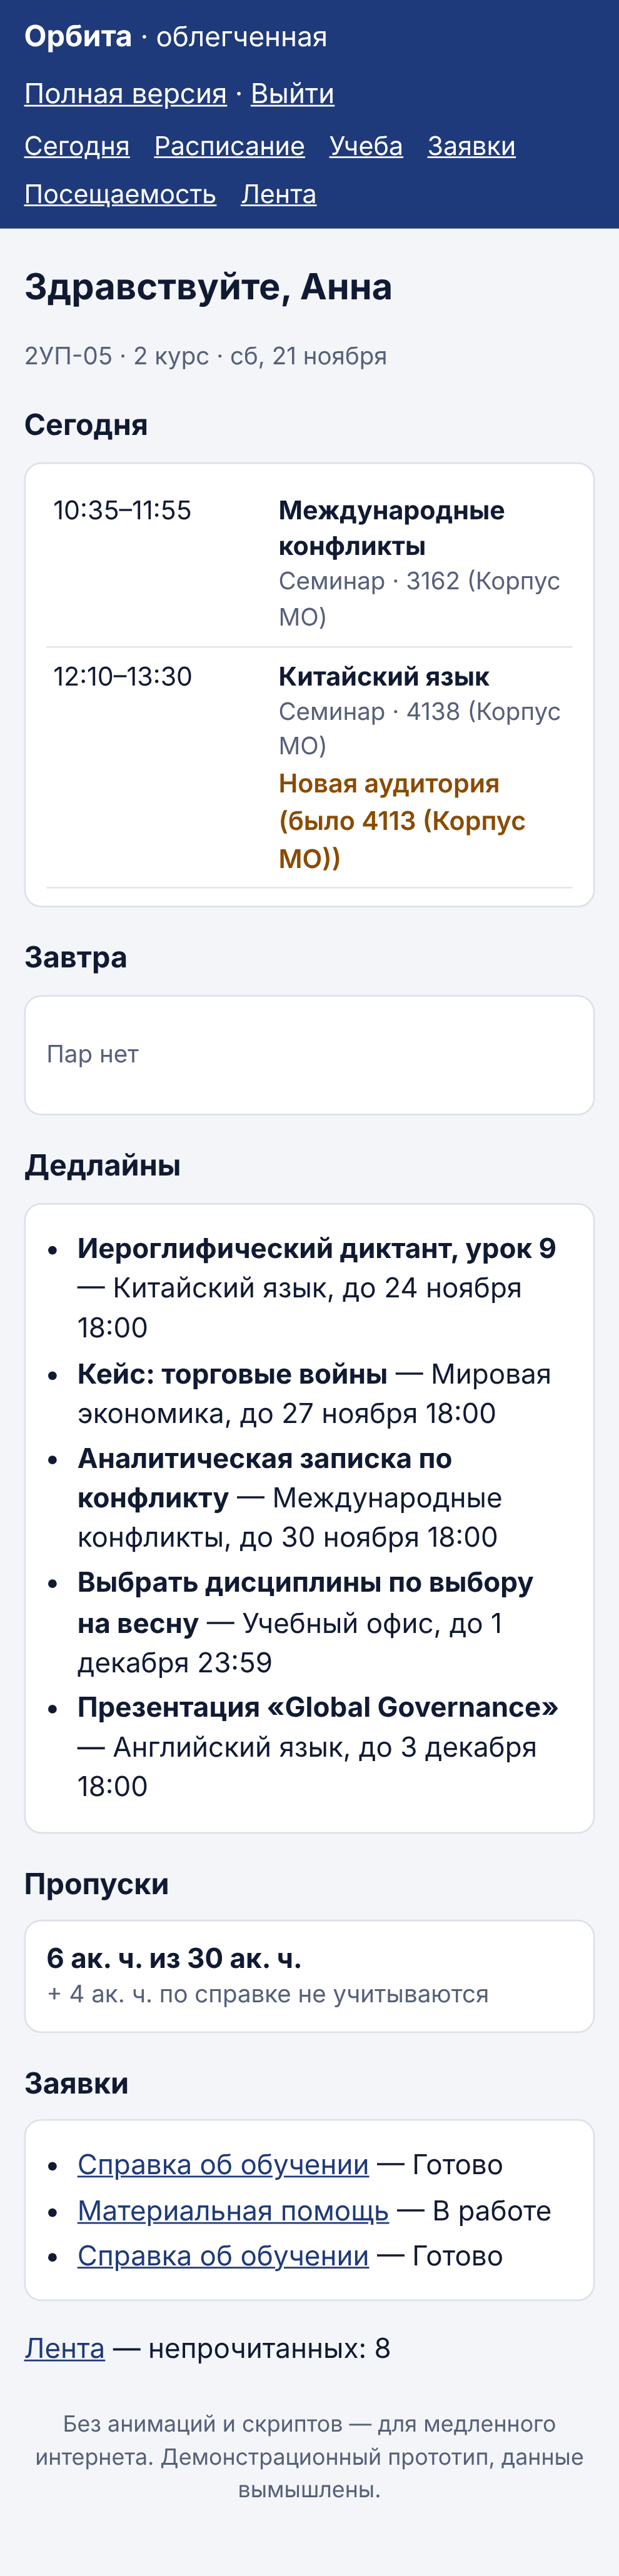 Орбита · облегченная
Полная версия · Выйти
Сегодня Расписание Учеба Заявки
Посещаемость Лента
Здравствуйте, Анна
2УП-05 · 2 курс · сб, 21 ноября
Сегодня
10:35–11:55 Международные
конфликты
Семинар · 3162 (Корпус
МО)
12:10–13:30 Китайский язык
Семинар · 4138 (Корпус
МО)
Новая аудитория
(было 4113 (Корпус
МО))
Завтра
Пар нет
Дедлайны
• Иероглифический диктант, урок 9
— Китайский язык, до 24 ноября
18:00
• Кейс: торговые войны — Мировая
экономика, до 27 ноября 18:00
• Аналитическая записка по
конфликту — Международные
конфликты, до 30 ноября 18:00
• Выбрать дисциплины по выбору
на весну — Учебный офис, до 1
декабря 23:59
• Презентация «Global Governance»
— Английский язык, до 3 декабря
18:00
Пропуски
6 ак. ч. из 30 ак. ч.
+ 4 ак. ч. по справке не учитываются
Заявки
• Справка об обучении — Готово
• Материальная помощь — В работе
• Справка об обучении — Готово
Лента — непрочитанных: 8
Без анимаций и скриптов — для медленного
интернета. Демонстрационный прототип, данные
вымышлены.